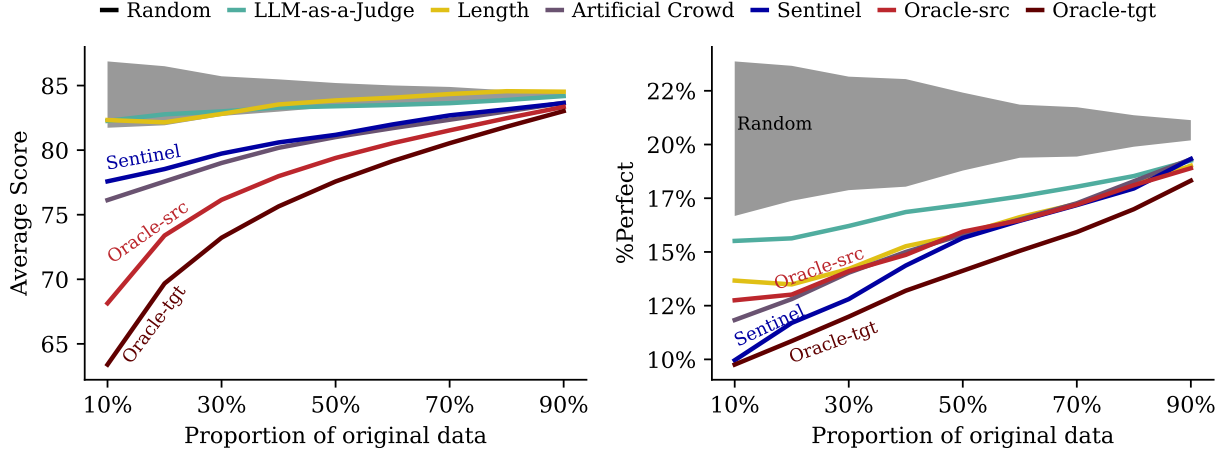 Random LLM-as-a-Judge Length Artificial Crowd Sentinel Oracle-src Oracle-tgt
Average Score
85
80
75
70
65
Sentinel
Oracle-src
Oracle-tgt
10% 30% 50% 70% 90%
Proportion of original data
%Perfect
22%
20%
17%
15%
12%
10%
Random
Oracle-src
Sentinel
Oracle-tgt
10% 30% 50% 70% 90%
Proportion of original data